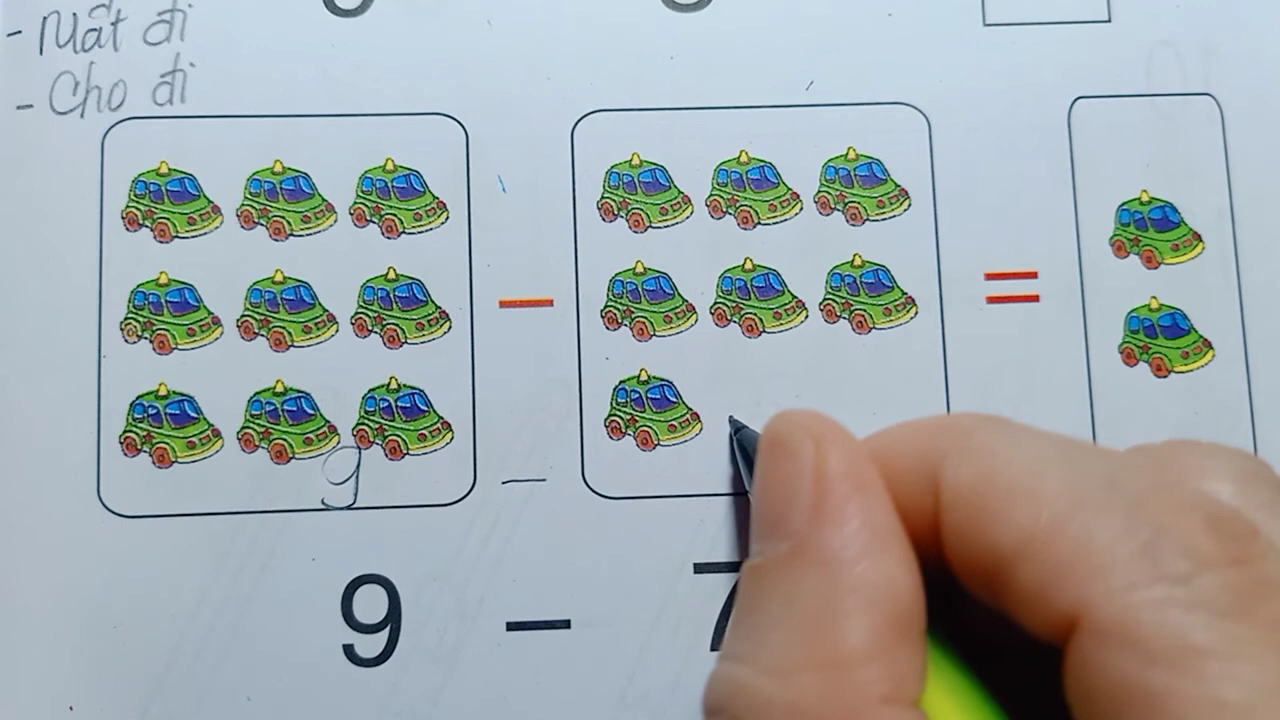 - Mất đi
- Cho đi
- =
9 -
9 - 7